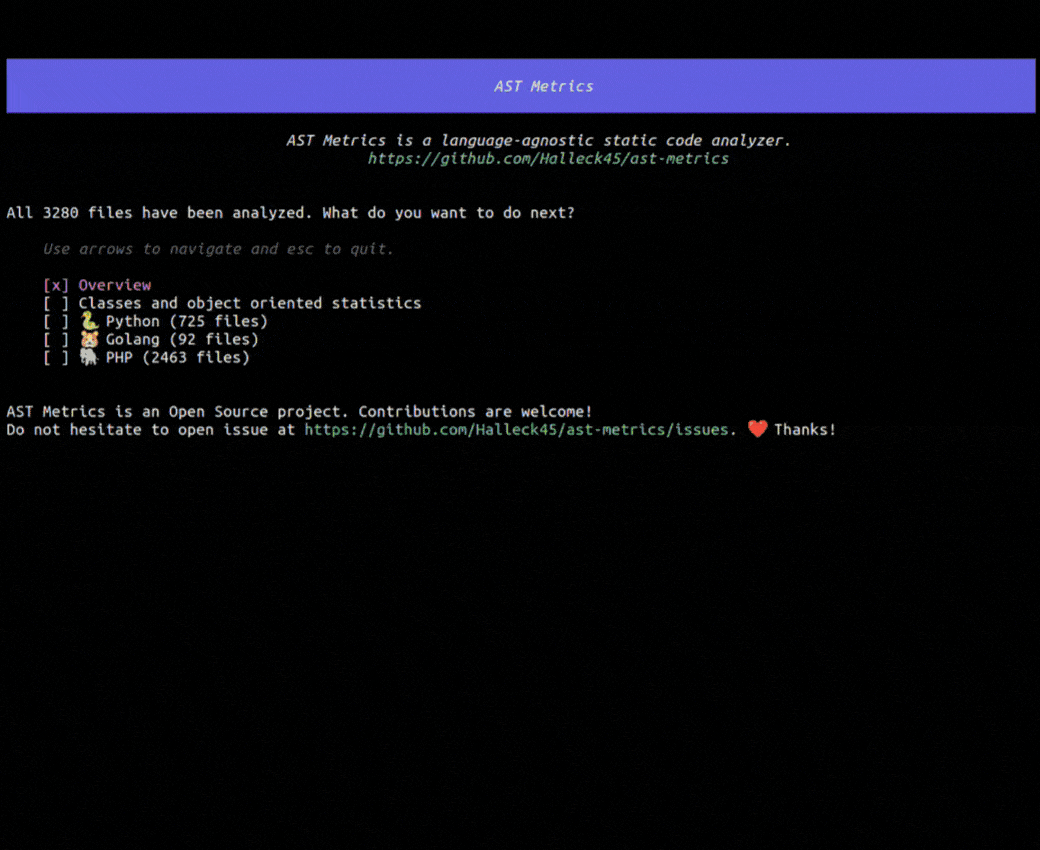 AST Metrics
AST Metrics is a language-agnostic static code analyzer.
https://github.com/Halleck45/ast-metrics
All 3280 files have been analyzed. What do you want to do next?
Use arrows to navigate and esc to quit.
[x] Overview
[ ] Classes and object oriented statistics
[ ] 🐍 Python (725 files)
[ ] 🐹 Golang (92 files)
[ ] 🐘 PHP (2463 files)
AST Metrics is an Open Source project. Contributions are welcome!
Do not hesitate to open issue at https://github.com/Halleck45/ast-metrics/issues. ❤️ Thanks!